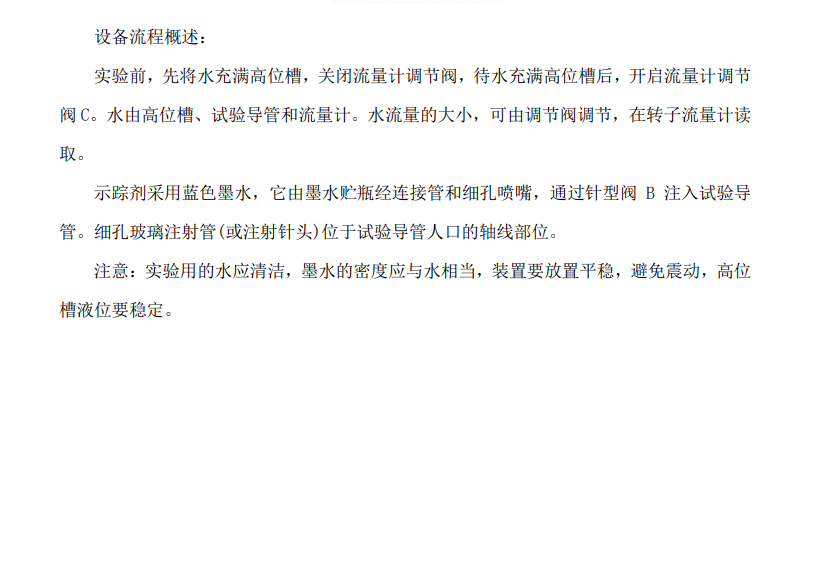 设备流程概述：
实验前，先将水充满高位槽，关闭流量计调节阀，待水充满高位槽后，开启流量计调节
阀C。水由高位槽、试验导管和流量计。水流量的大小，可由调节阀调节，在转子流量计读
取。
示踪剂采用蓝色墨水，它由墨水贮瓶经连接管和细孔喷嘴，通过针型阀 B 注入试验导
管。细孔玻璃注射管(或注射针头)位于试验导管人口的轴线部位。
注意：实验用的水应清洁，墨水的密度应与水相当，装置要放置平稳，避免震动，高位
槽液位要稳定。